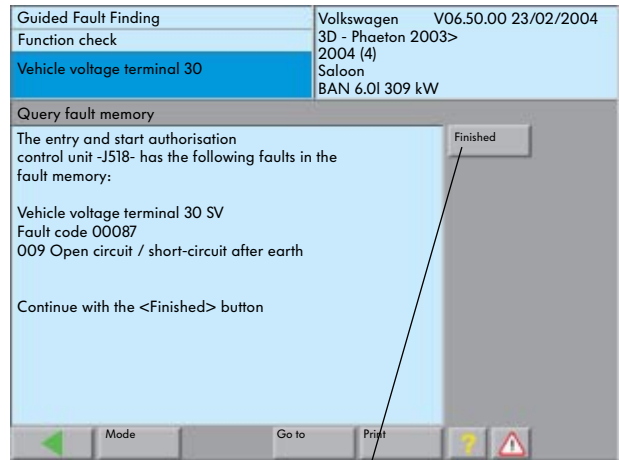 Guided Fault Finding
Function check
Vehicle voltage terminal 30
Volkswagen V06.50.00 23/02/2004
3D - Phaeton 2003>
2004 (4)
Saloon
BAN 6.0l 309 kW
Query fault memory
The entry and start authorisation
control unit -J518- has the following faults in the
fault memory:
Vehicle voltage terminal 30 SV
Fault code 00087
009 Open circuit / short-circuit after earth
Continue with the <Finished> button
Finished
Mode
Go to
Print
?